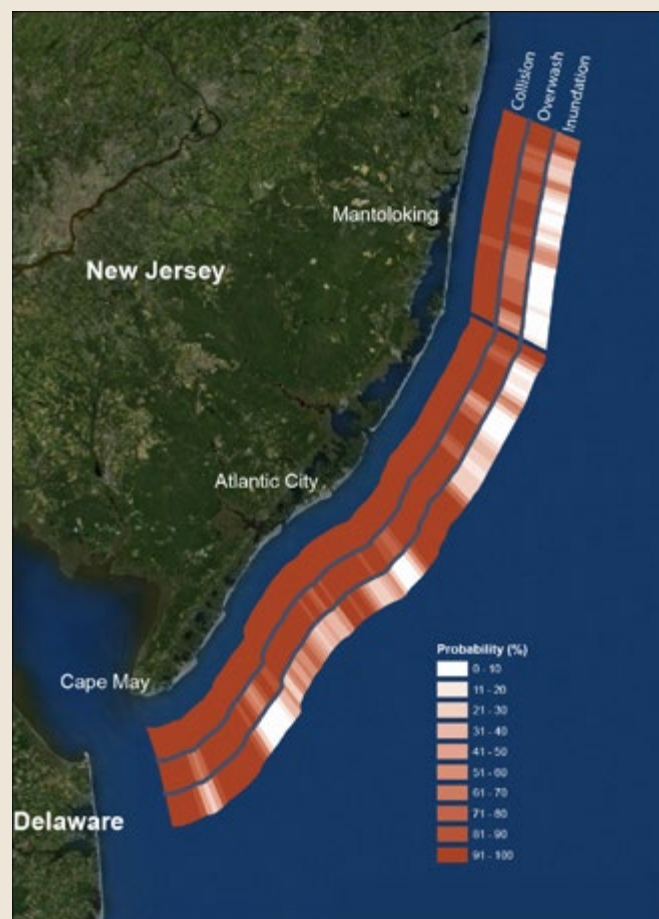 Collision
Overwash
Inundation
Mantoloking
New Jersey
Atlantic City
Cape May
Delaware
Probability (%)
0 - 10
11 - 20
21 - 30
31 - 40
41 - 50
51 - 60
61 - 70
71 - 80
81 - 90
91 - 100